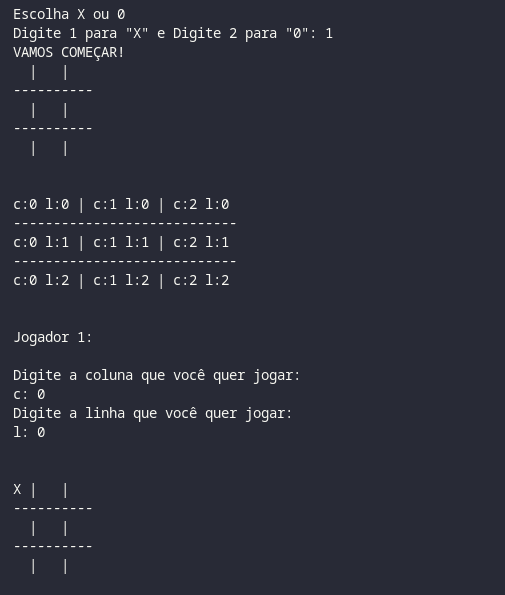 Escolha X ou 0
Digite 1 para "X" e Digite 2 para "0": 1
VAMOS COMEÇAR!
  |   |
----------
  |   |
----------
  |   |
c:0 l:0 | c:1 l:0 | c:2 l:0
----------------------------
c:0 l:1 | c:1 l:1 | c:2 l:1
----------------------------
c:0 l:2 | c:1 l:2 | c:2 l:2
Jogador 1:
Digite a coluna que você quer jogar:
c: 0
Digite a linha que você quer jogar:
l: 0
X |   |
----------
  |   |
----------
  |   |